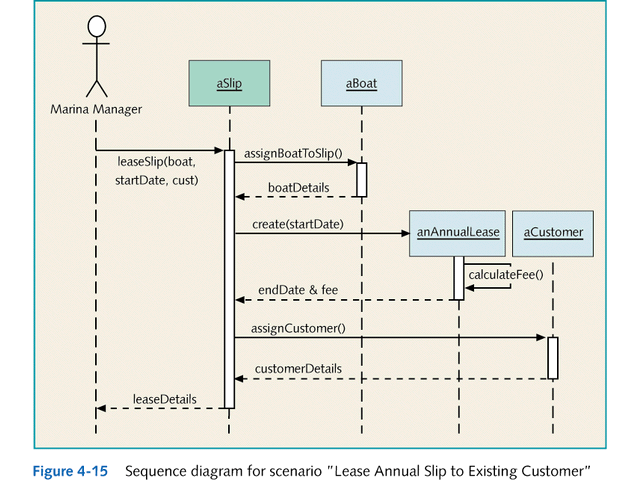 Marina Manager
aSlip
aBoat
leaseSlip(boat,
startDate, cust)
assignBoatToSlip()
boatDetails
create(startDate)
anAnnualLease
aCustomer
calculateFee()
endDate & fee
assignCustomer()
customerDetails
leaseDetails
Figure 4-15 Sequence diagram for scenario "Lease Annual Slip to Existing Customer"